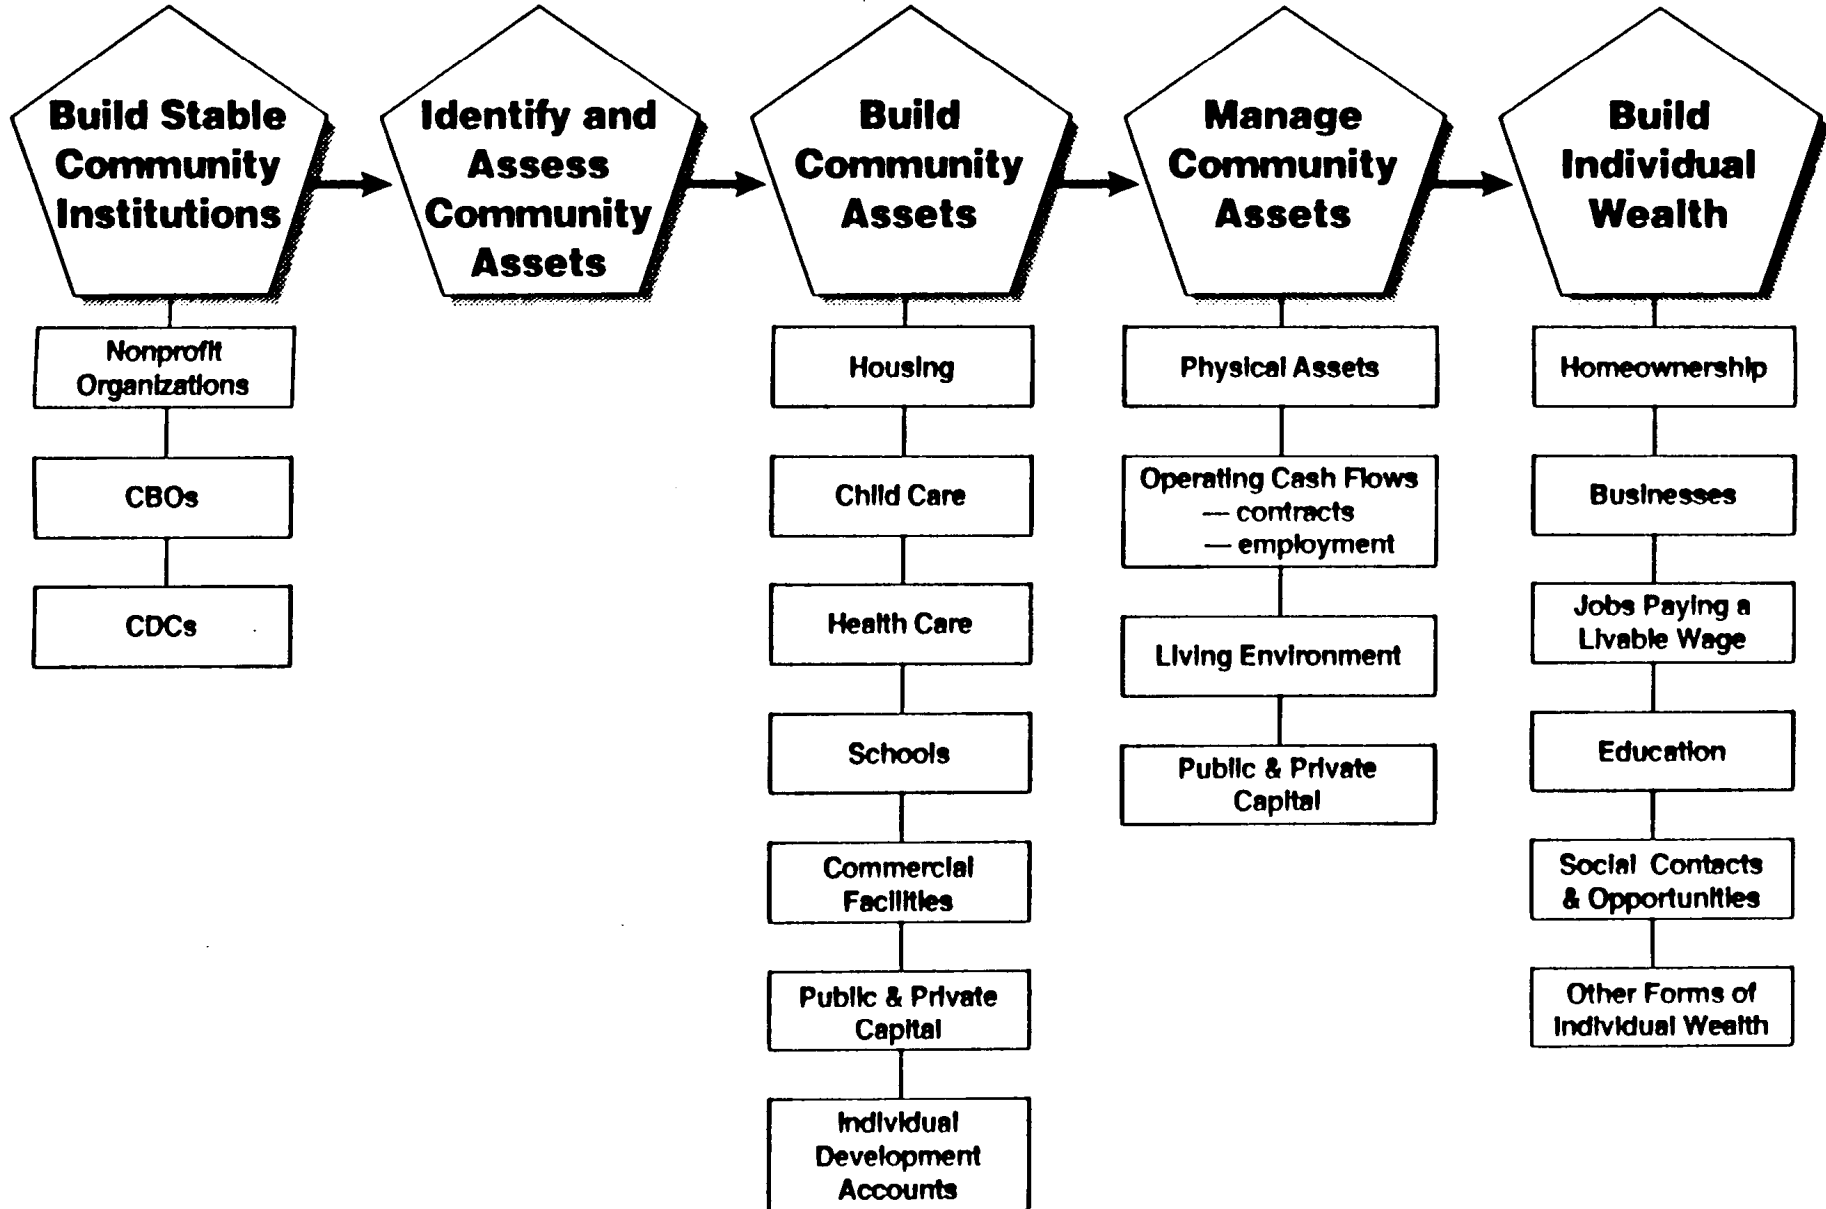 Build Stable
Community
Institutions
Identify and
Assess
Community
Assets
Build
Community
Assets
Manage
Community
Assets
Build
Individual
Wealth
Nonprofit
Organizations
CBOs
CDCs
Housing
Child Care
Health Care
Schools
Commercial
Facilities
Public & Private
Capital
Individual
Development
Accounts
Physical Assets
Operating Cash Flows
— contracts
— employment
Living Environment
Public & Private
Capital
Homeownership
Businesses
Jobs Paying a
Livable Wage
Education
Social Contacts
& Opportunities
Other Forms of
Individual Wealth